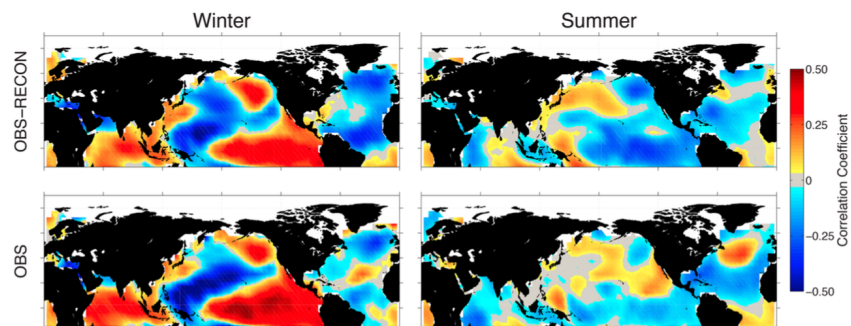 Winter
Summer
OBS-RECON
OBS
0.50
0.25
0
-0.25
-0.50
Correlation Coefficient